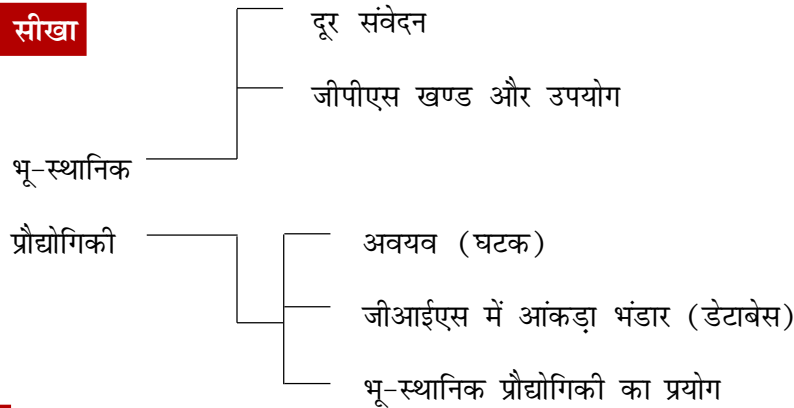 सीखा
दूर संवेदन
जीपीएस खण्ड और उपयोग
भू-स्थानिक
प्रौद्योगिकी
अवयव (घटक)
जीआईएस में आंकड़ा भंडार (डेटाबेस)
भू-स्थानिक प्रौद्योगिकी का प्रयोग